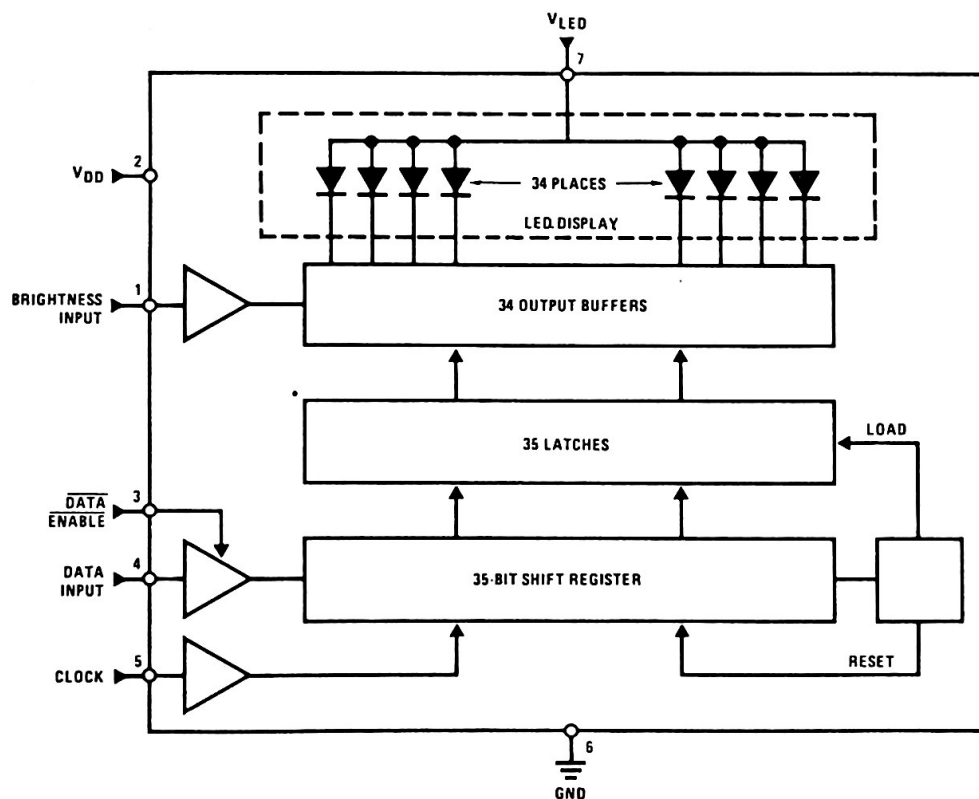 VLED
7
2
VDD
34 PLACES
LED DISPLAY
1
BRIGHTNESS
INPUT
34 OUTPUT BUFFERS
LOAD
35 LATCHES
3
DATA
ENABLE
4
DATA
INPUT
35-BIT SHIFT REGISTER
5
CLOCK
RESET
6
GND